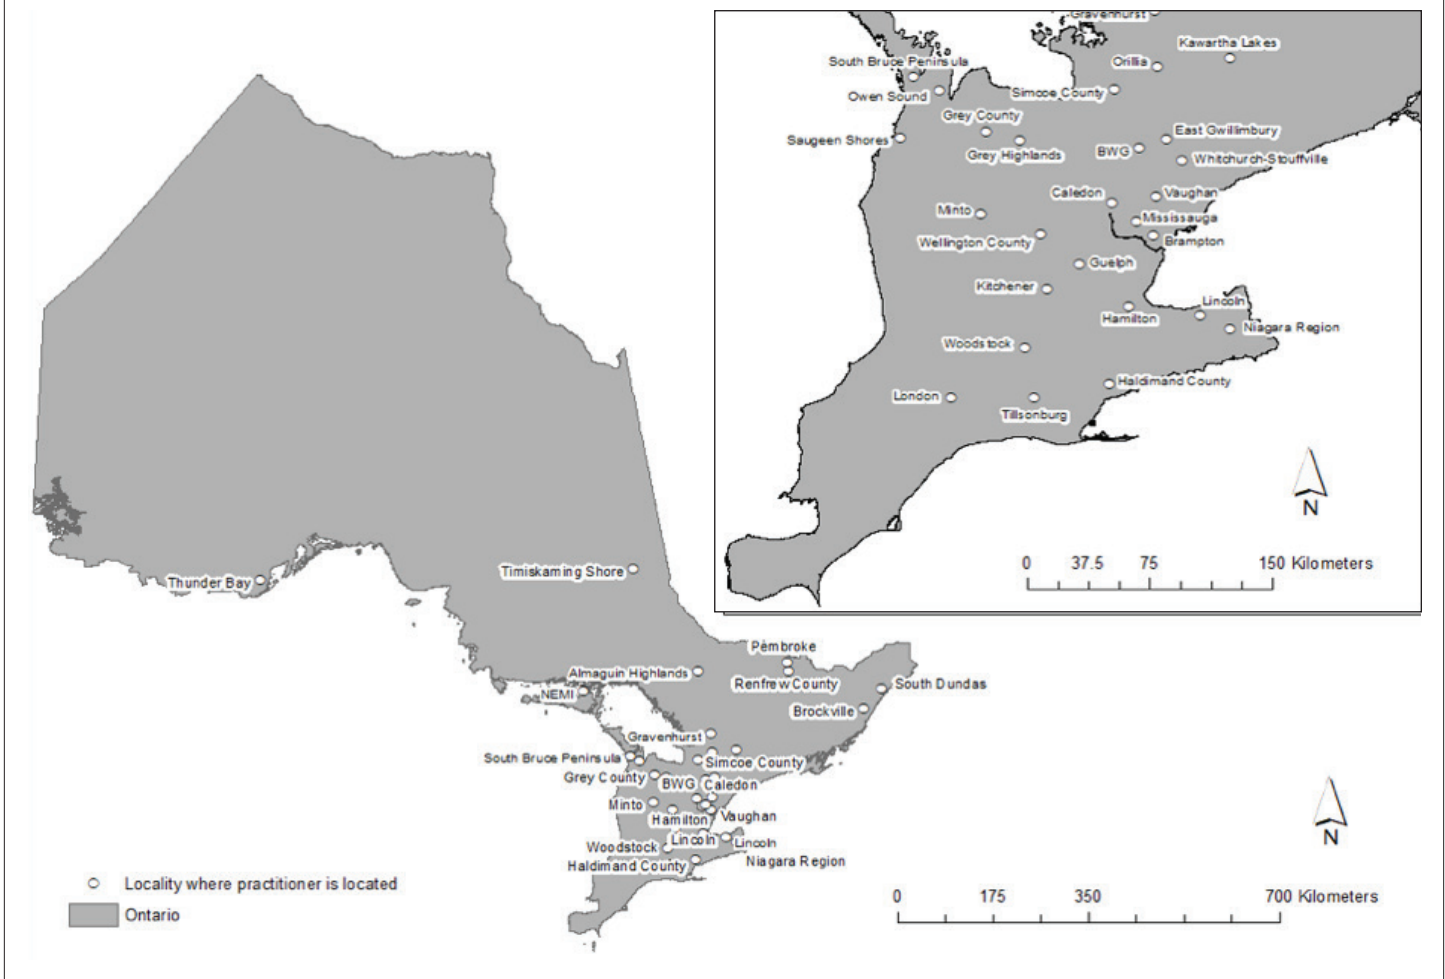 Gravenhurst
Kawartha Lakes
South Bruce Peninsula
Orillia
Owen Sound
Simcoe County
Grey County
East Gwillimbury
Saugeen Shores
Grey Highlands
BWG
Whitchurch-Stouffville
Caledon
Vaughan
Minto
Mississauga
Wellington County
Brampton
Guelph
Kitchener
Lincoln
Hamilton
Niagara Region
Woodstock
Haldimand County
London
Tillsonburg
N
0 37.5 75 150 Kilometers
Thunder Bay
Timiskaming Shore
Pembroke
Almaguin Highlands
Renfrew County
South Dundas
NEMI
Brockville
Gravenhurst
South Bruce Peninsula
Simcoe County
Grey County
BWG
Caledon
Minto
Hamilton
Vaughan
Lincoln
Lincoln
Woodstock
Haldimand County
Niagara Region
N
Locality where practitioner is located
Ontario
0 175 350 700 Kilometers